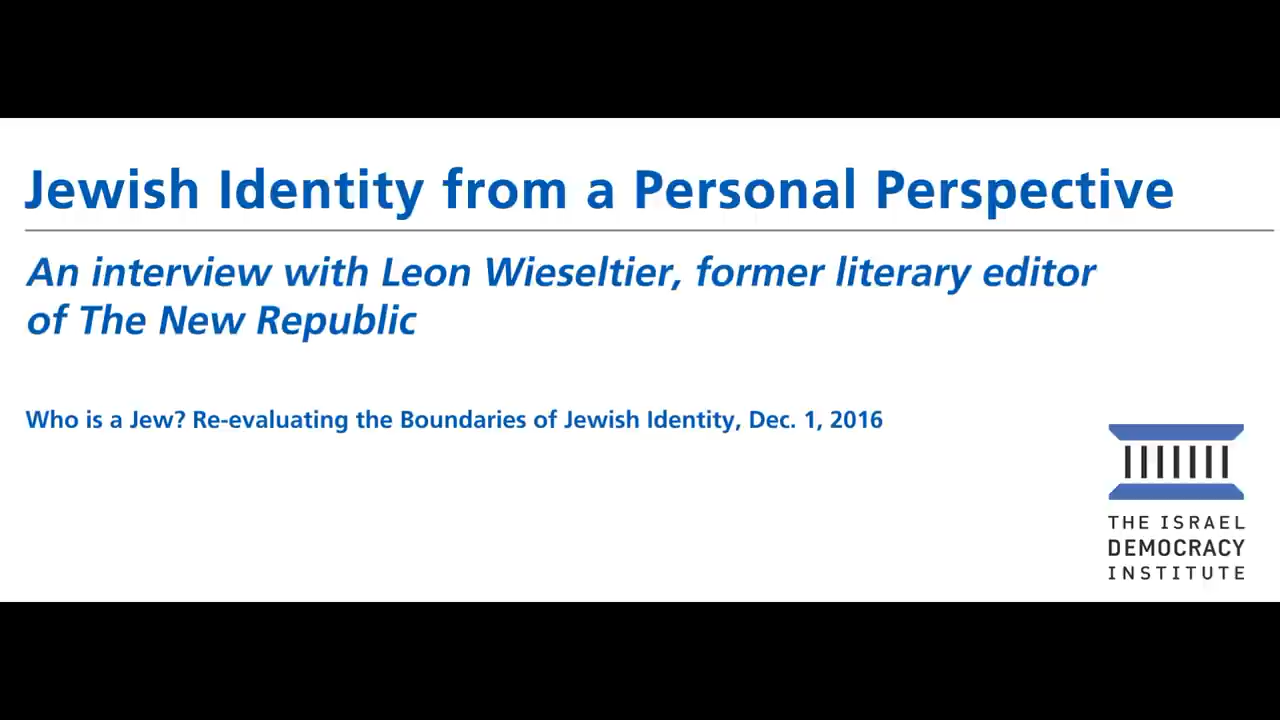 Jewish Identity from a Personal Perspective
An interview with Leon Wieseltier, former literary editor
of The New Republic
Who is a Jew? Re-evaluating the Boundaries of Jewish Identity, Dec. 1, 2016
THE ISRAEL
DEMOCRACY
INSTITUTE